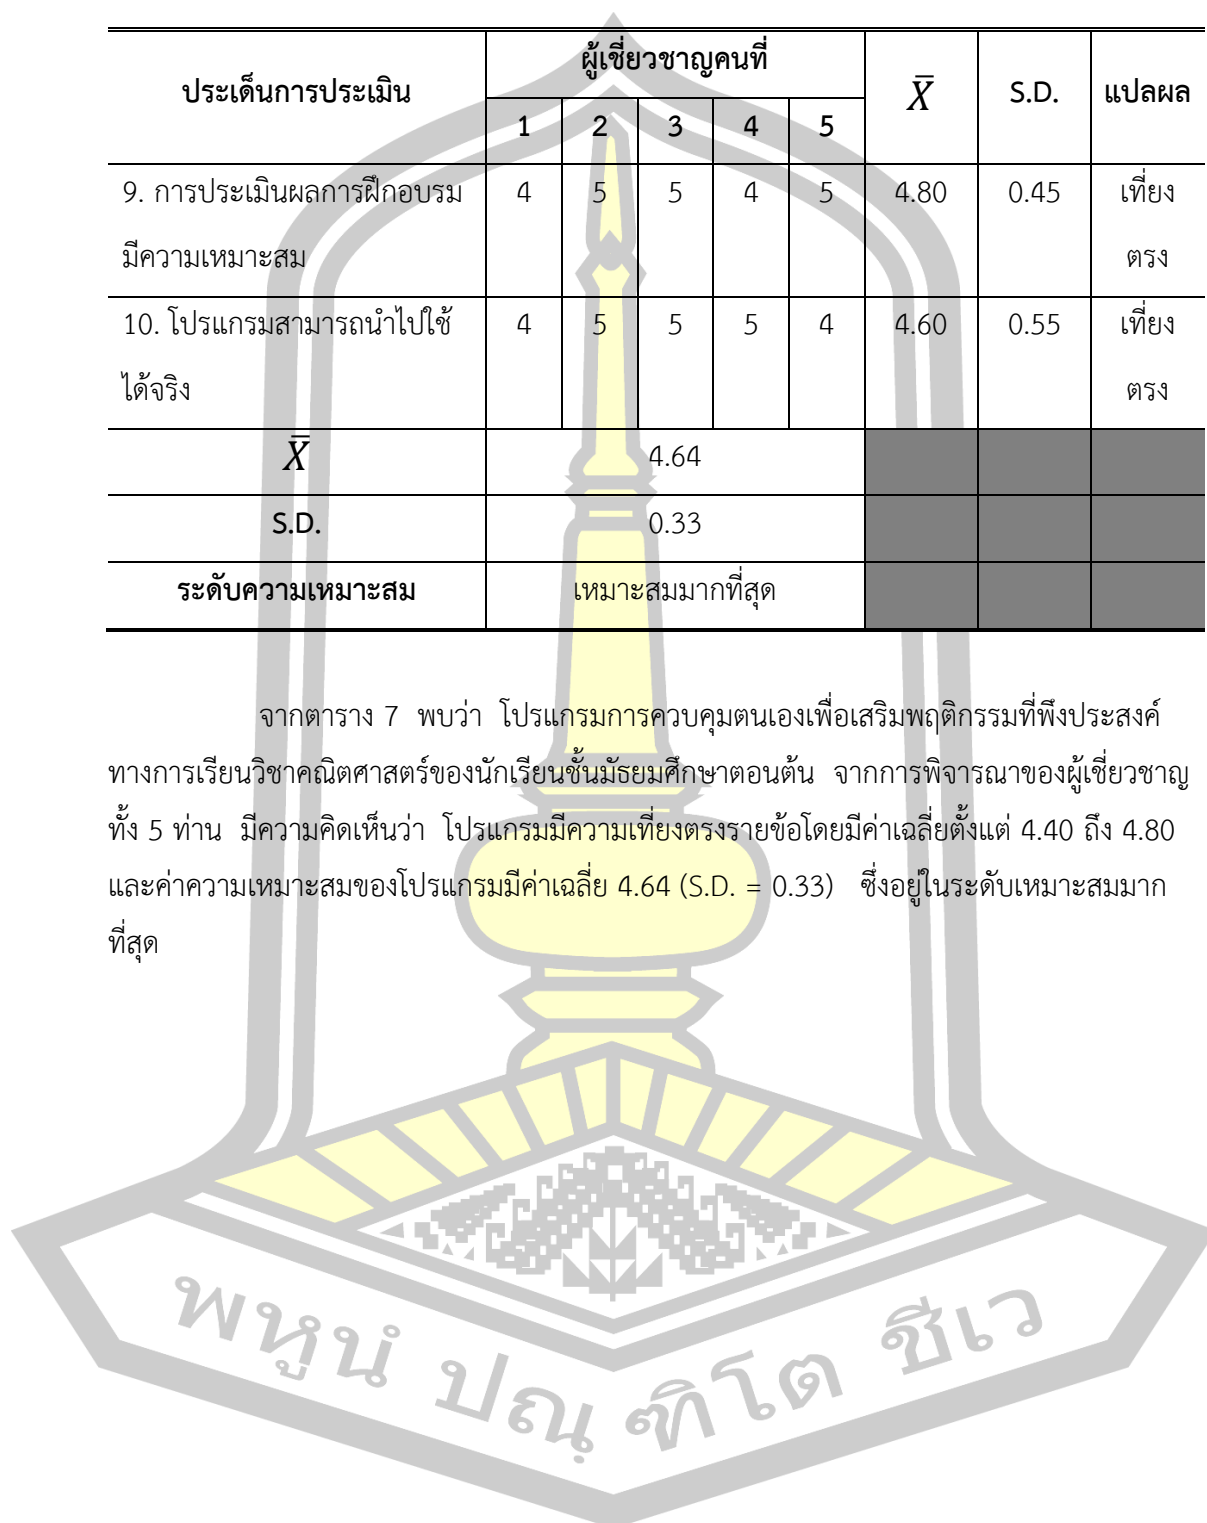 ประเด็นการประเมิน ผู้เชี่ยวชาญคนที่ X̄ S.D. แปลผล
1 2 3 4 5
9. การประเมินผลการฝึกอบรม 4 5 5 4 5 4.80 0.45 เที่ยง
มีความเหมาะสม ตรง
10. โปรแกรมสามารถนำไปใช้ 4 5 5 5 4 4.60 0.55 เที่ยง
ได้จริง ตรง
X̄ 4.64
S.D. 0.33
ระดับความเหมาะสม เหมาะสมมากที่สุด
จากตาราง 7 พบว่า โปรแกรมการควบคุมตนเองเพื่อเสริมพฤติกรรมที่พึงประสงค์
ทางการเรียนวิชาคณิตศาสตร์ของนักเรียนชั้นมัธยมศึกษาตอนต้น จากการพิจารณาของผู้เชี่ยวชาญ
ทั้ง 5 ท่าน มีความคิดเห็นว่า โปรแกรมมีความเที่ยงตรงรายข้อโดยมีค่าเฉลี่ยตั้งแต่ 4.40 ถึง 4.80
และค่าความเหมาะสมของโปรแกรมมีค่าเฉลี่ย 4.64 (S.D. = 0.33) ซึ่งอยู่ในระดับเหมาะสมมาก
ที่สุด
พหูนํ ปณฺฑิโต ชีเว